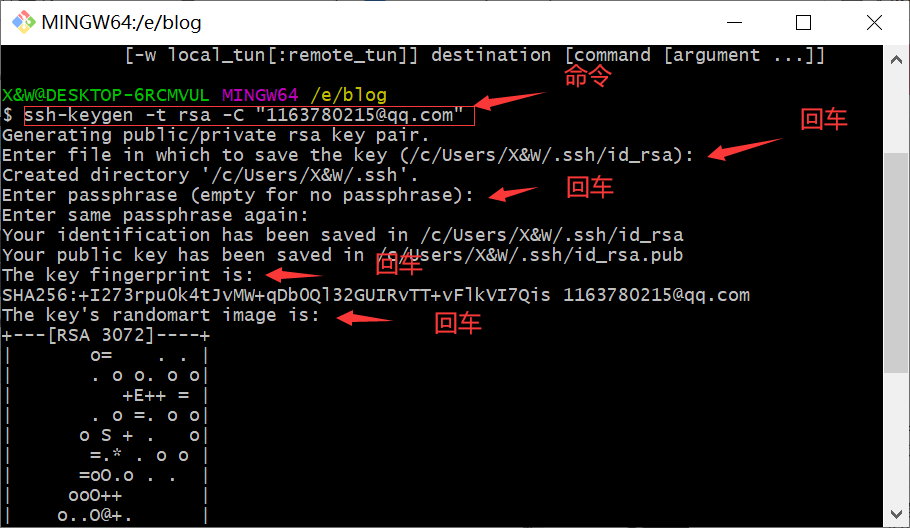 MINGW64:/e/blog
[-w local_tun[:remote_tun]] destination [command [argument ...]]
命令
X&W@DESKTOP-6RCMVUL MINGW64 /e/blog
$ ssh-keygen -t rsa -C "1163780215@qq.com"
Generating public/private rsa key pair.
回车
Enter file in which to save the key (/c/Users/X&W/.ssh/id_rsa):
Created directory '/c/Users/X&W/.ssh'.
Enter passphrase (empty for no passphrase):
回车
Enter same passphrase again:
Your identification has been saved in /c/Users/X&W/.ssh/id_rsa
Your public key has been saved in /c/Users/X&W/.ssh/id_rsa.pub
回车
The key fingerprint is:
SHA256:+I273rpu0k4tJvMW+qDb0Ql32GUIRvTT+vFlkVI7Qis 1163780215@qq.com
The key's randomart image is:
回车
+---[RSA 3072]----+
|       o=    . . |
|       . o o. o o|
|          +E++ = |
|       . o =. o o|
|      o S + .   o|
|       =.* . o o |
|      =oO.o . .  |
|     ooO++       |
|    o..O@+.      |